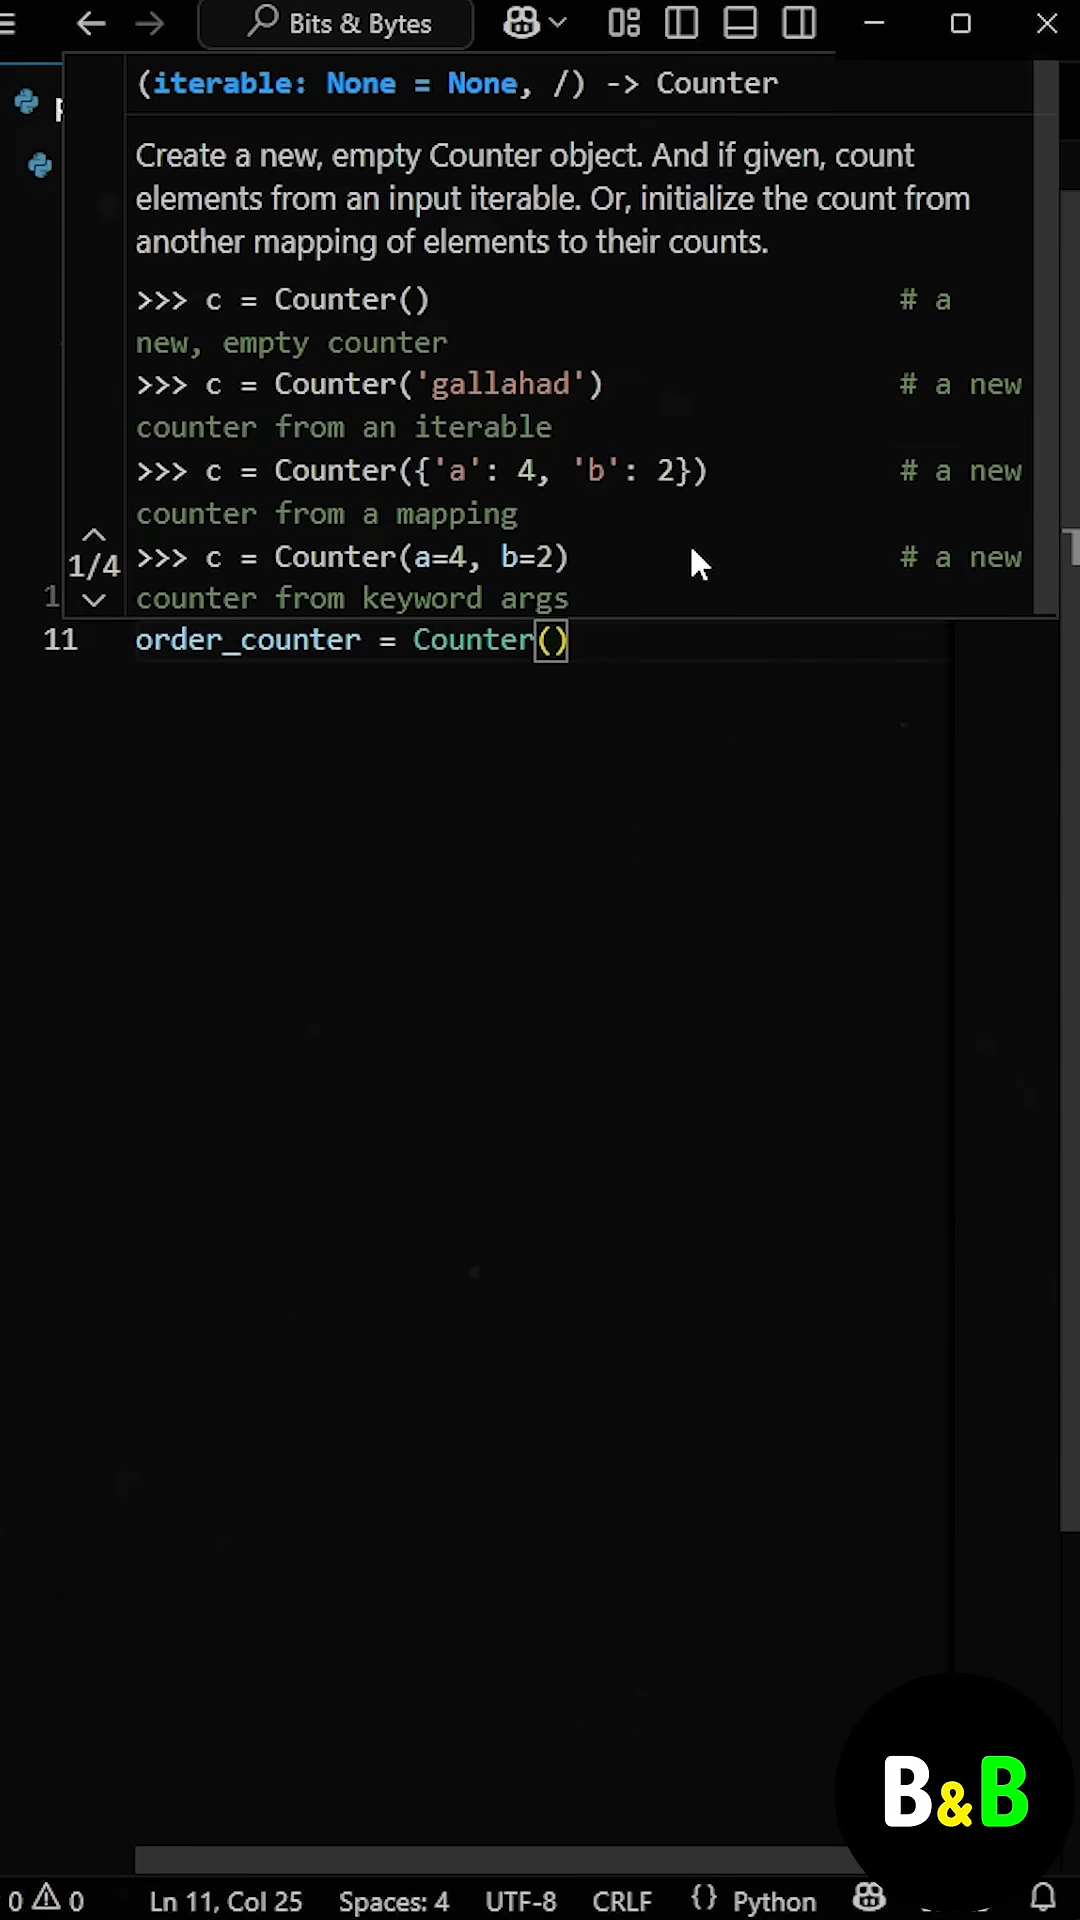 Bits & Bytes
(iterable: None = None, /) -> Counter
Create a new, empty Counter object. And if given, count
elements from an input iterable. Or, initialize the count from
another mapping of elements to their counts.
>>> c = Counter() # a
new, empty counter
>>> c = Counter('gallahad') # a new
counter from an iterable
>>> c = Counter({'a': 4, 'b': 2}) # a new
counter from a mapping
1/4
>>> c = Counter(a=4, b=2) # a new
counter from keyword args
11 order_counter = Counter()
B&B
0 0 Ln 11, Col 25 Spaces: 4 UTF-8 CRLF {} Python